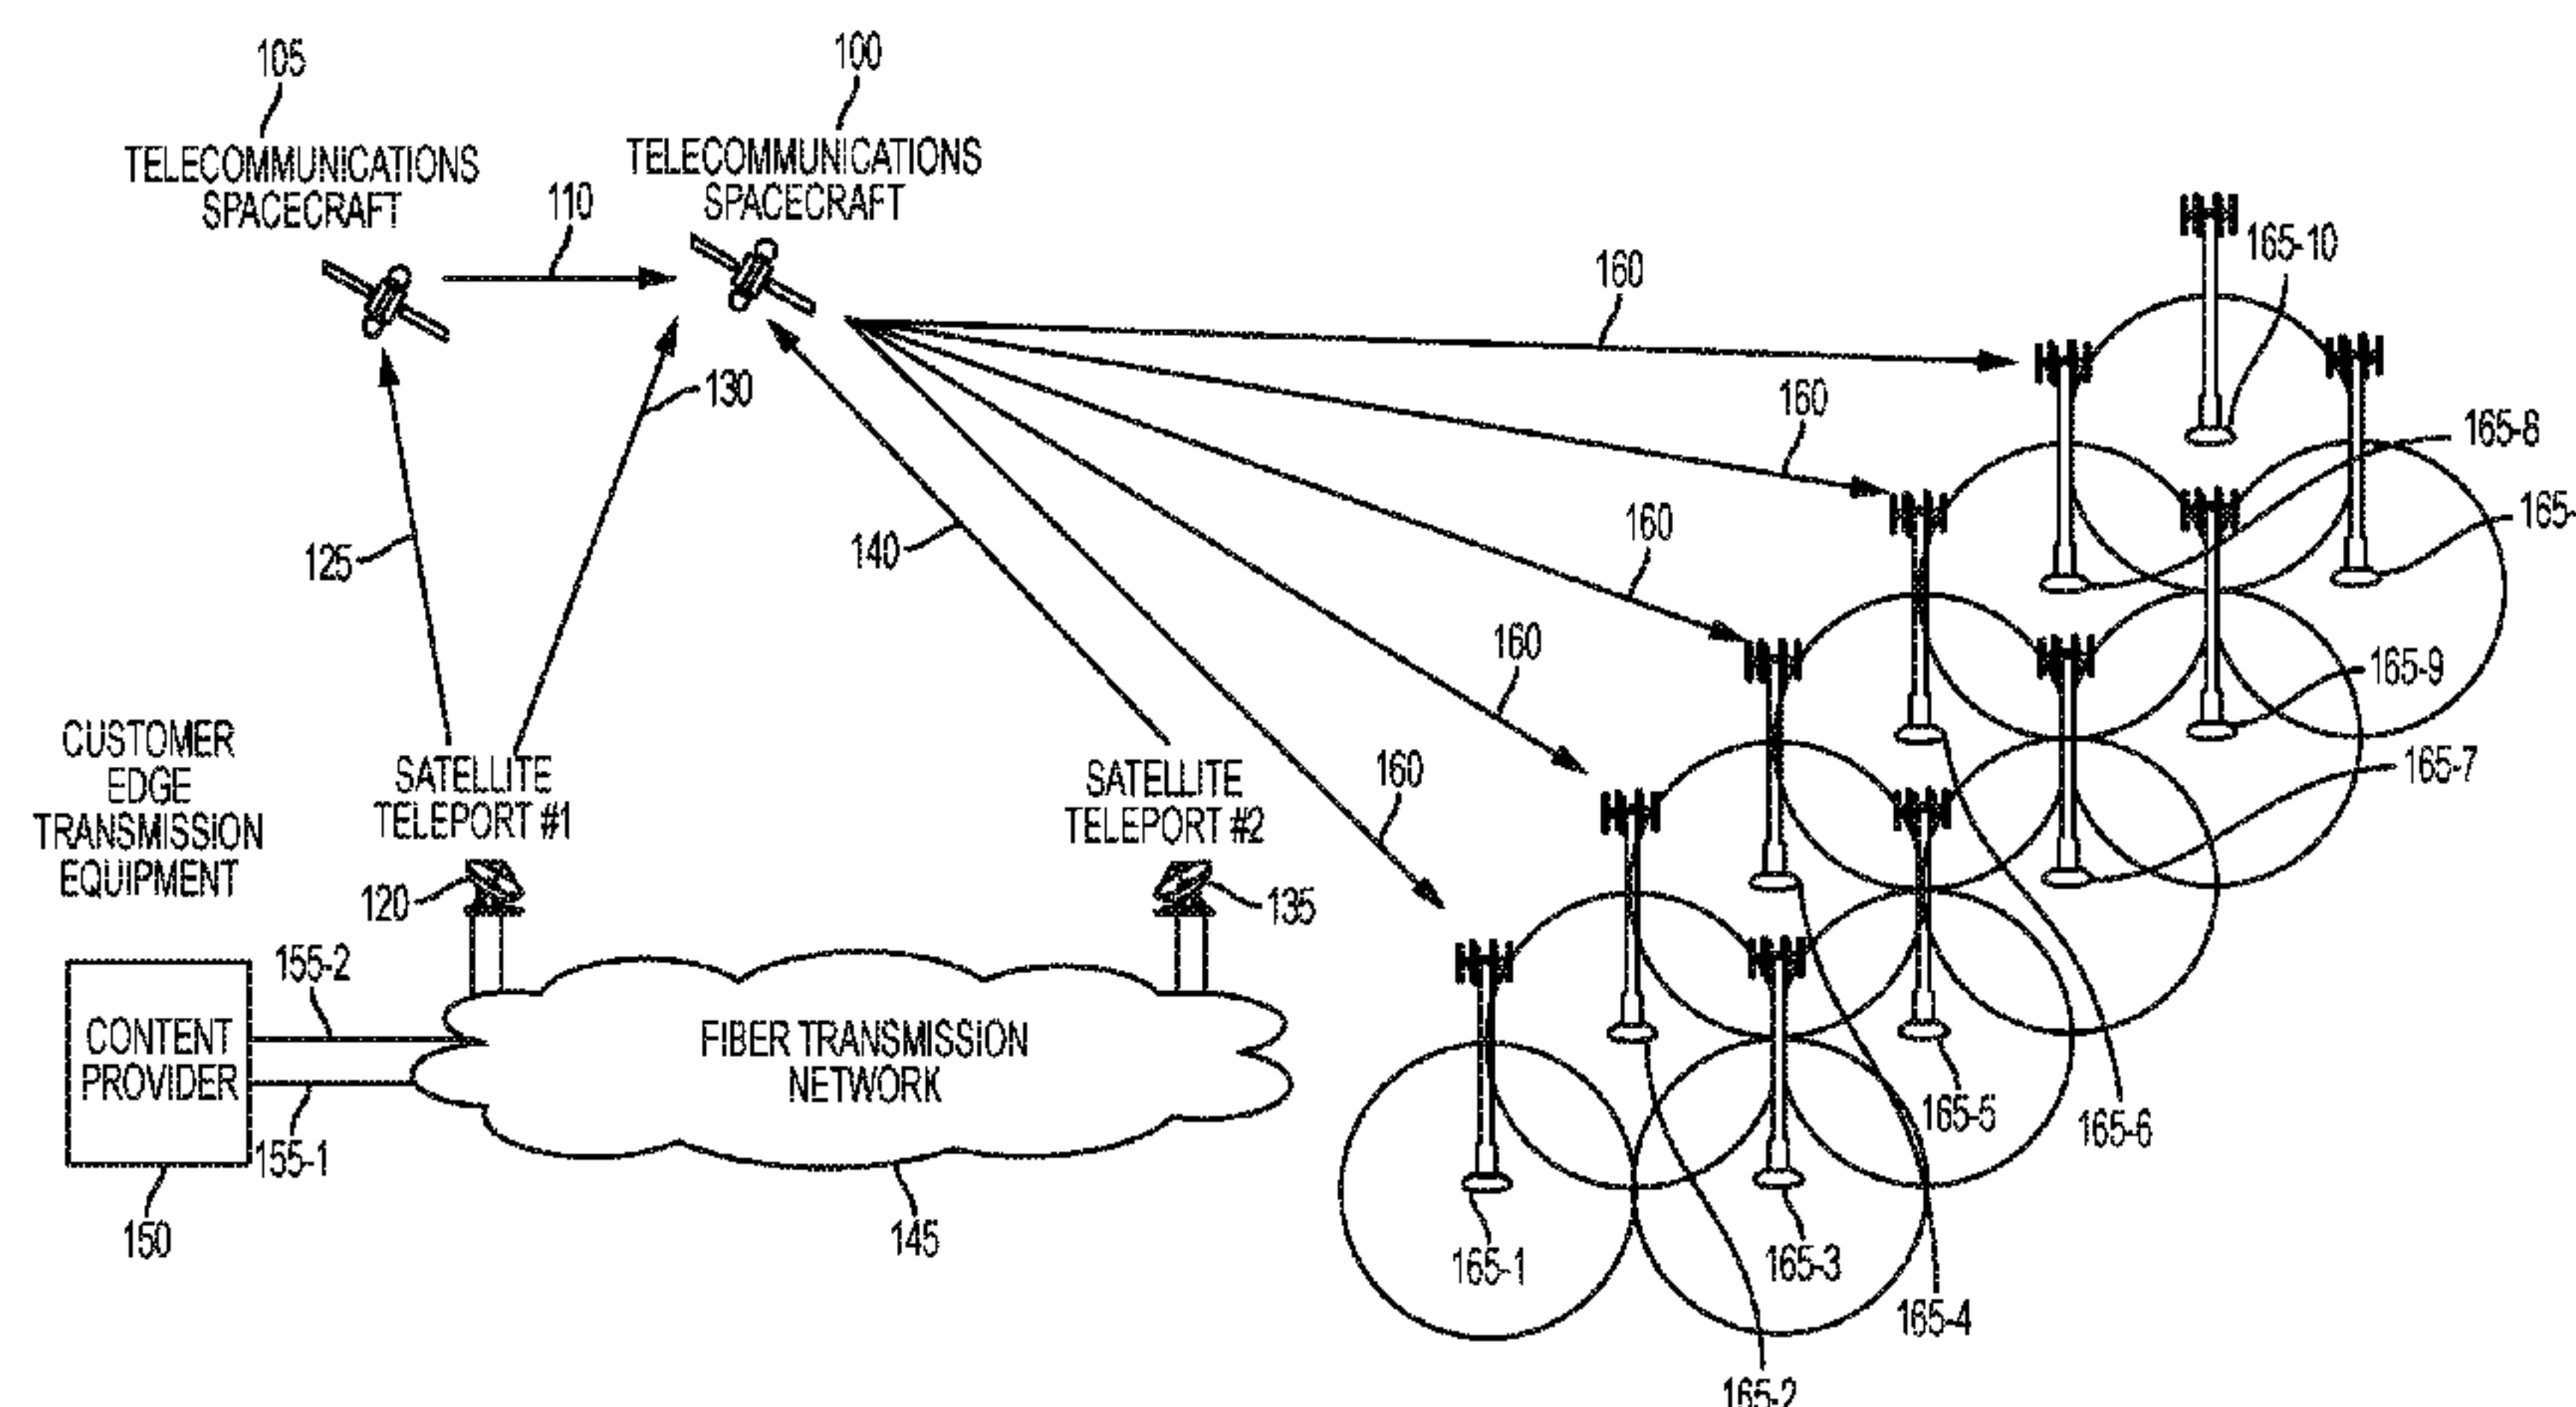 105
100
TELECOMMUNICATIONS
SPACECRAFT
TELECOMMUNICATIONS
SPACECRAFT
110
160
165-10
130
160
165-8
125
140
160
165-
160
165-9
CUSTOMER
EDGE
TRANSMISSION
EQUIPMENT
SATELLITE
TELEPORT #1
SATELLITE
TELEPORT #2
160
165-7
120
135
155-2
CONTENT
PROVIDER
FIBER TRANSMISSION
NETWORK
155-1
165-5
165-6
150
145
165-1
165-3
165-4
165-2